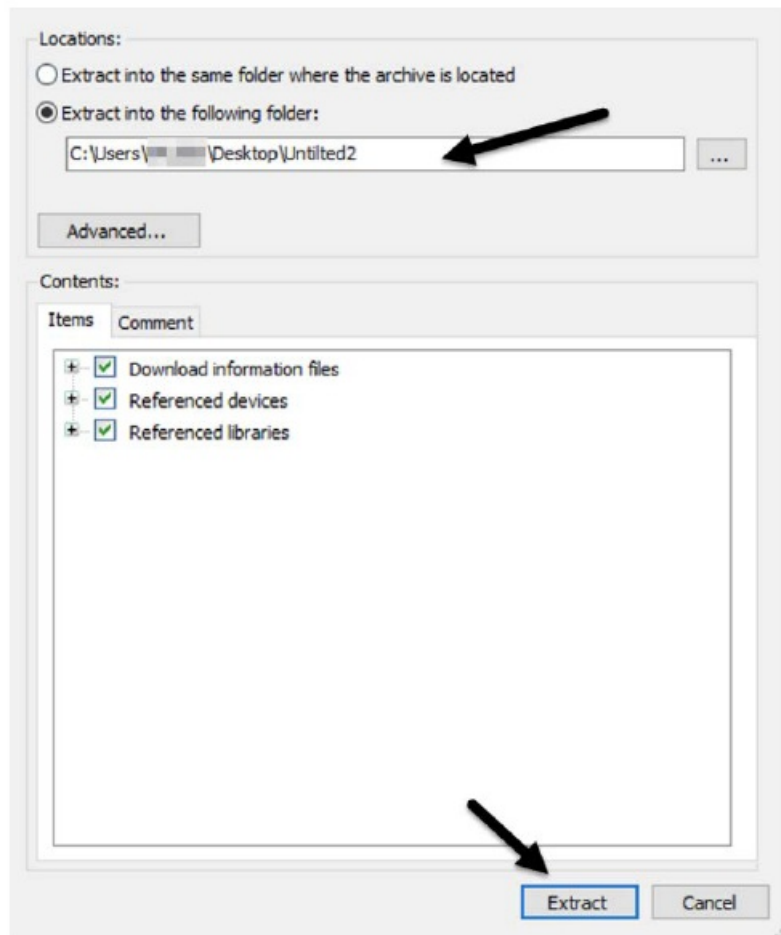 Locations:
Extract into the same folder where the archive is located
Extract into the following folder:
C:\Users\ \Desktop\Untilted2
...
Advanced...
Contents:
Items Comment
Download information files
Referenced devices
Referenced libraries
Extract Cancel